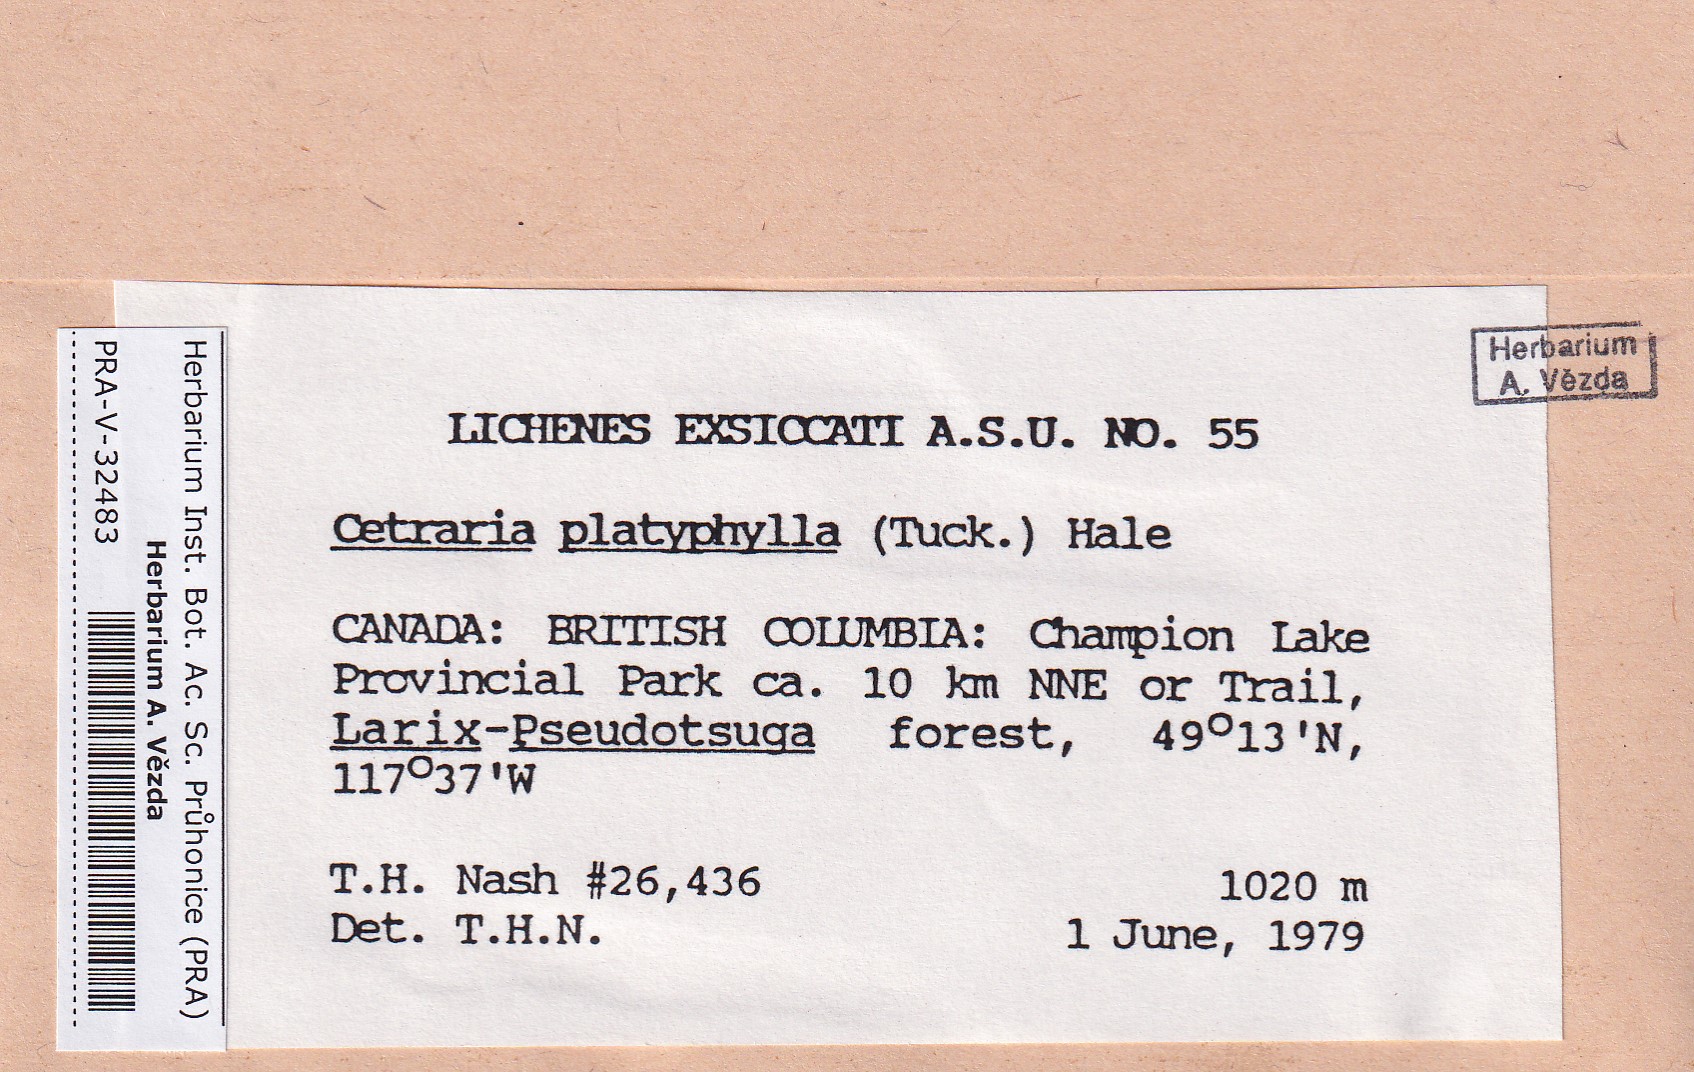 LICHENES EXSICCATI A.S.U. NO. 55
Cetraria platyphylla (Tuck.) Hale
CANADA: BRITISH COLUMBIA: Champion Lake
Provincial Park ca. 10 km NNE or Trail,
Larix-Pseudotsuga forest, 49°13'N,
117°37'W
T.H. Nash #26,436 1020 m
Det. T.H.N. 1 June, 1979
Herbarium
A. Vězda
Herbarium Inst. Bot. Ac. Sc. Průhonice (PRA)
Herbarium A. Vězda
PRA-V-32483